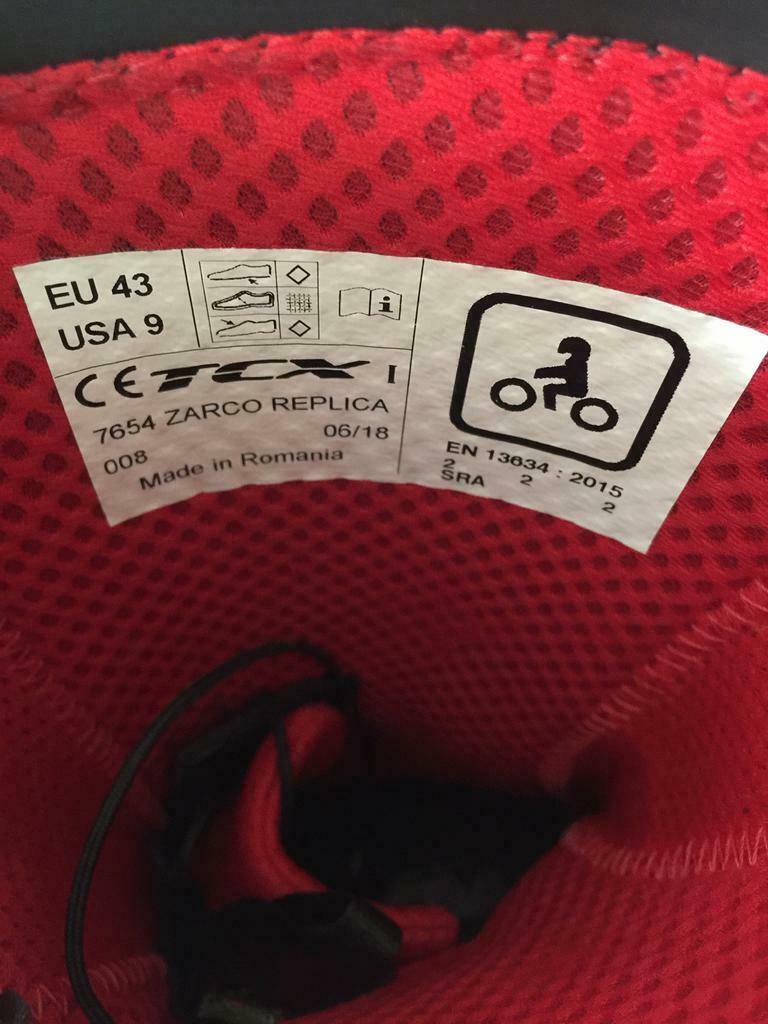 EU 43
USA 9
i
CE TCX I
7654 ZARCO REPLICA
06/18
008
Made in Romania
EN 13634 : 2015
2 2 2
SRA